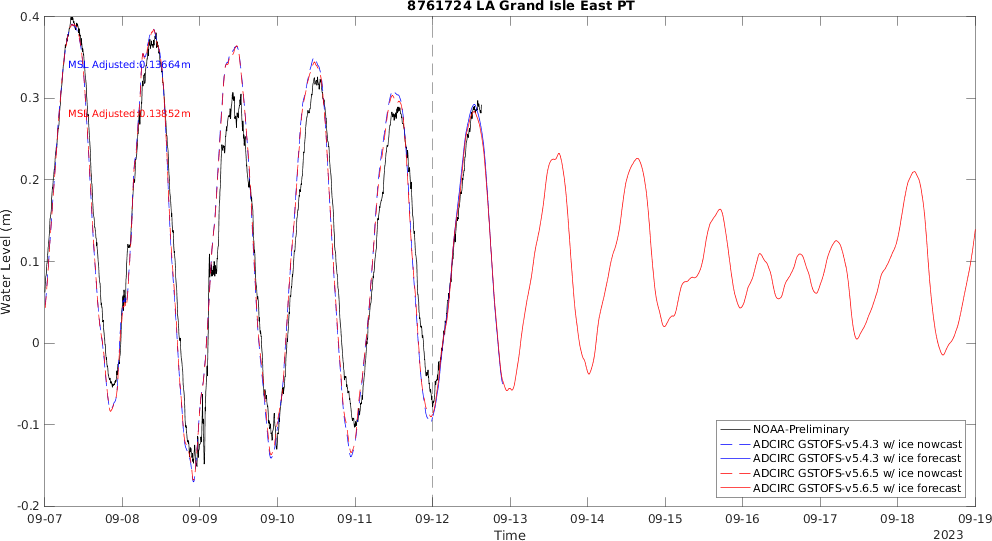 8761724 LA Grand Isle East PT
0.4
MSL Adjusted:0.13664m
0.3
MSL Adjusted:0.13852m
0.2
0.1
0
-0.1
-0.2
Water Level (m)
NOAA-Preliminary
ADCIRC GSTOFS-v5.4.3 w/ ice nowcast
ADCIRC GSTOFS-v5.4.3 w/ ice forecast
ADCIRC GSTOFS-v5.6.5 w/ ice nowcast
ADCIRC GSTOFS-v5.6.5 w/ ice forecast
09-07 09-08 09-09 09-10 09-11 09-12 09-13 09-14 09-15 09-16 09-17 09-18 09-19
Time
2023